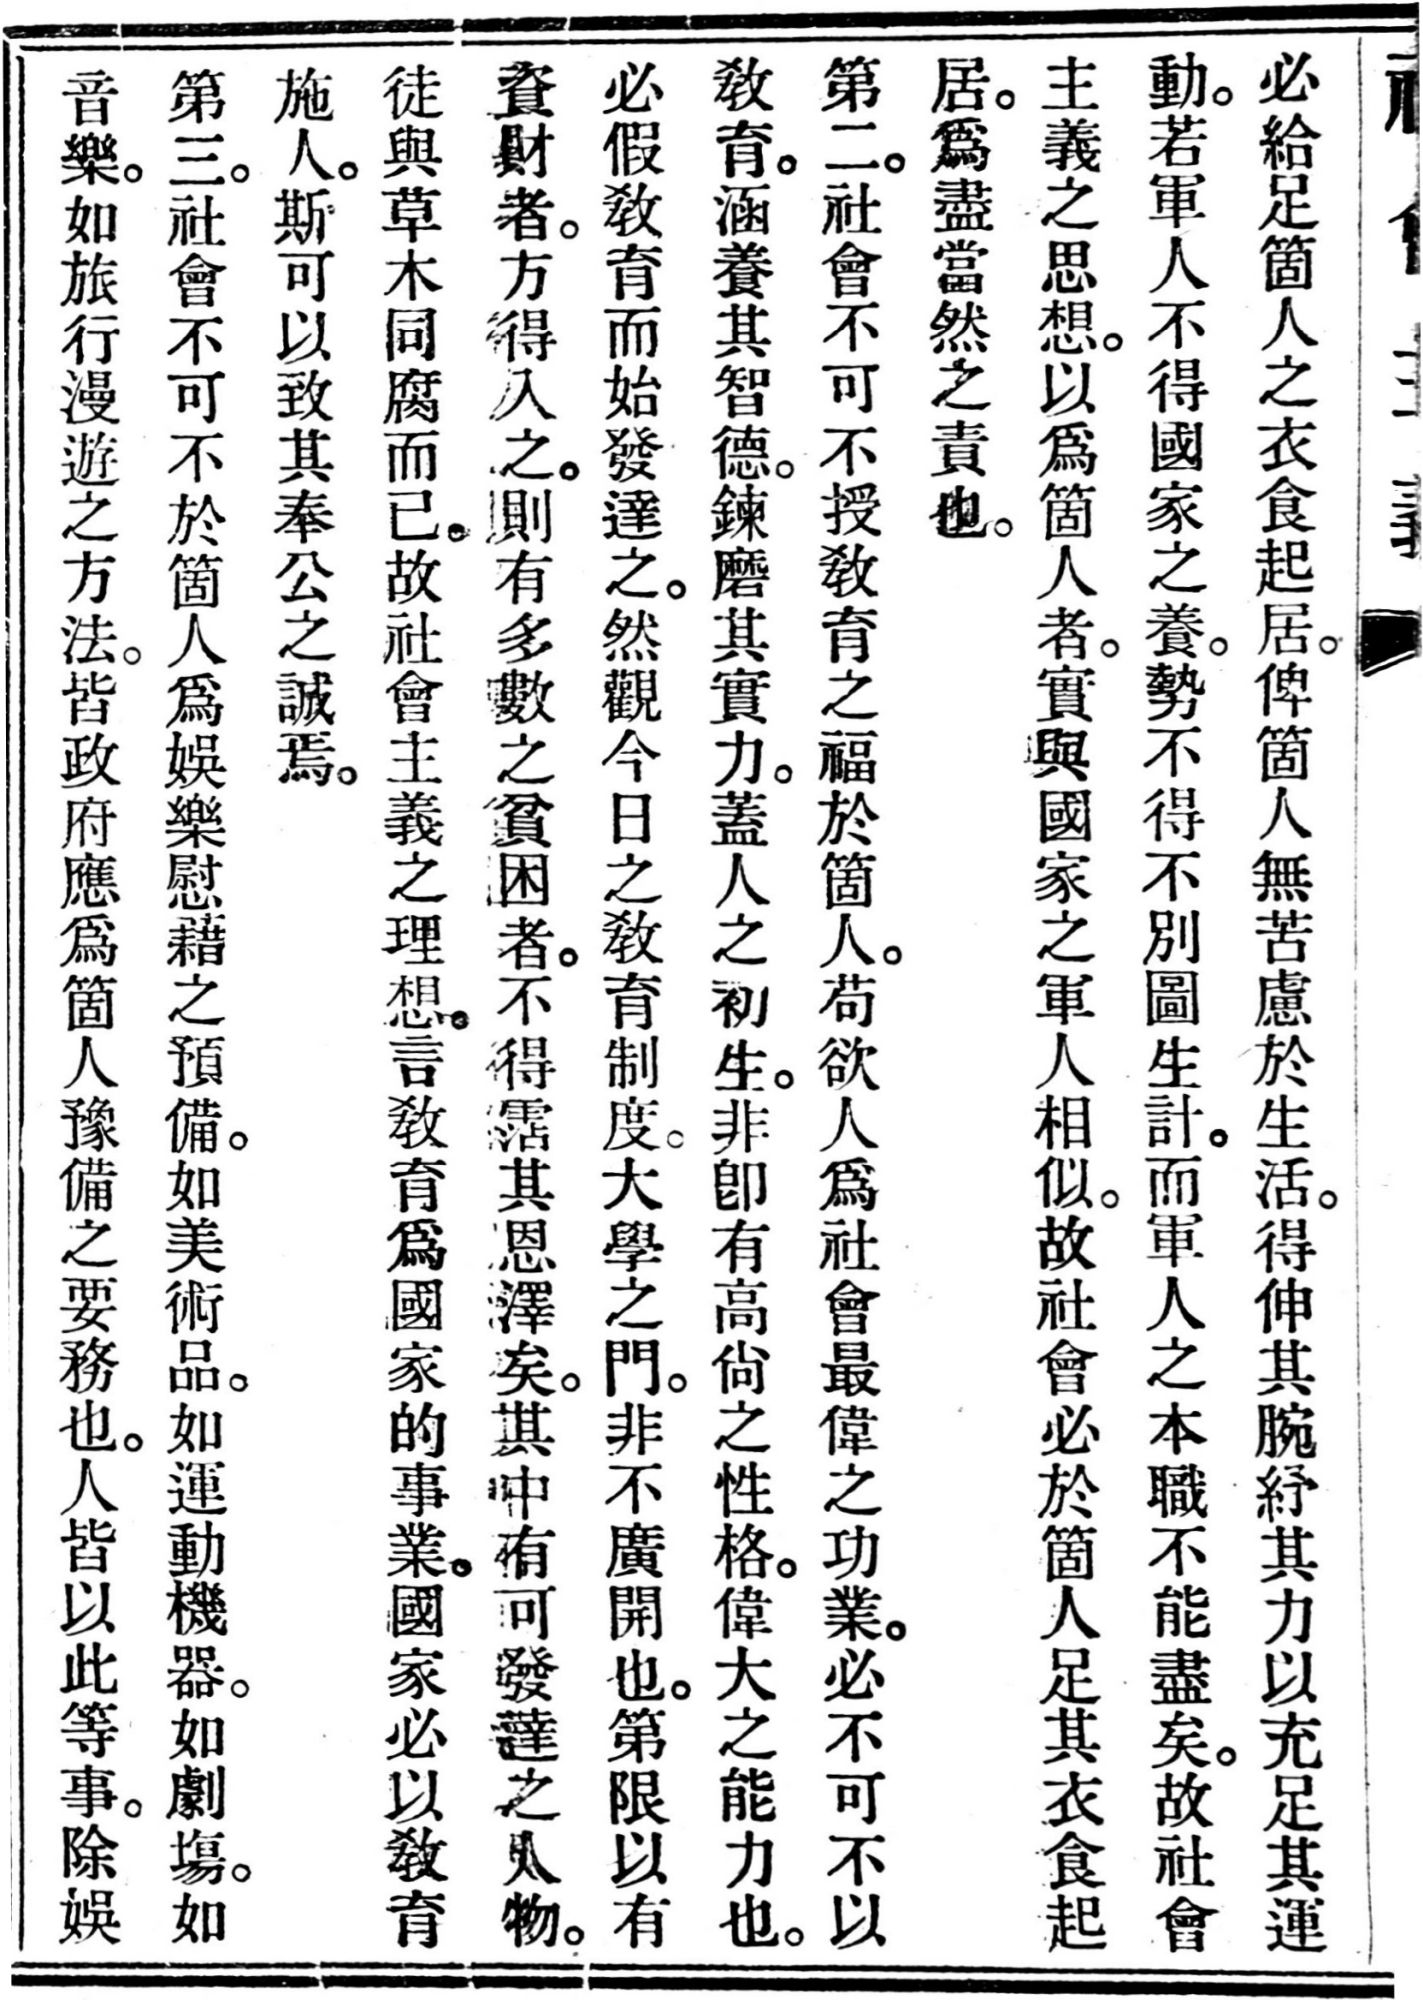 社會主義
必給足箇人之衣食起居。俾箇人無苦慮於生活。得伸其腕紓其力以充足其運
動。若軍人不得國家之養。勢不得不別圖生計。而軍人之本職不能盡矣。故社會
主義之思想。以爲箇人者。實與國家之軍人相似。故社會必於箇人足其衣食起
居。爲盡當然之責也。
第二。社會不可不授敎育之福於箇人。苟欲人爲社會最偉之功業。必不可不以
敎育。涵養其智德。鍊磨其實力。蓋人之初生。非卽有高尙之性格。偉大之能力也。
必假敎育而始發達之。然觀今日之敎育制度。大學之門。非不廣開也。第限以有
資財者。方得入之。則有多數之貧困者。不得霑其恩澤矣。其中有可發達之人物。
徒與草木同腐而已。故社會主義之理想。言敎育爲國家的事業。國家必以敎育
施人。斯可以致其奉公之誠焉。
第三。社會不可不於箇人爲娛樂慰藉之預備。如美術品。如運動機器。如劇塲。如
音樂。如旅行漫遊之方法。皆政府應爲箇人豫備之要務也。人皆以此等事。除娛